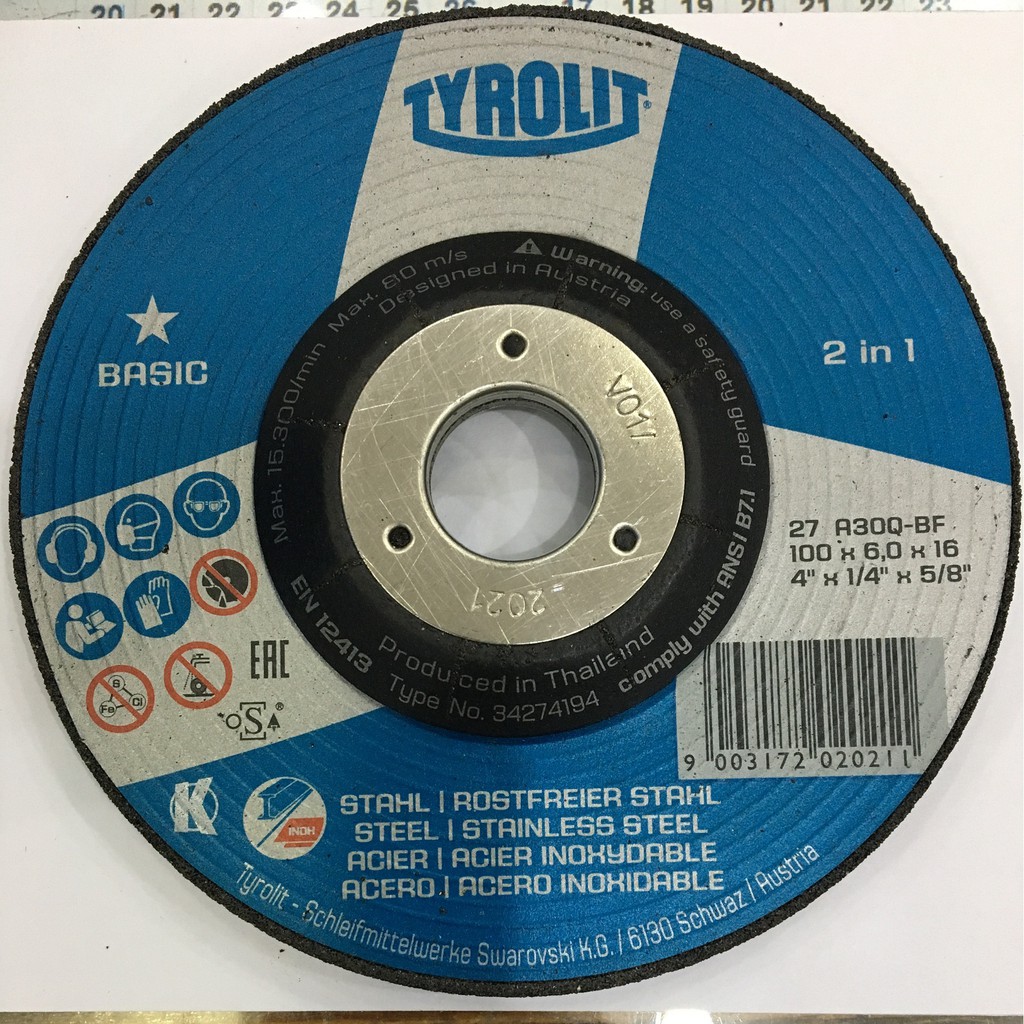 20 21 22 23 24 25 26 17 18 19 20 21 22 23
TYROLIT®
BASIC
2 in 1
Max. 15.300/min Max. 80 m/s
Designed in Austria
Warning: use a safety guard
comply with ANSI B7.1
EN 12413
Produced in Thailand
Type No. 34274194
V017
2021
27 A30Q-BF
100 x 6,0 x 16
4" x 1/4" x 5/8"
9 003172 020211
S
Fe Cl
EAC
oSA®
K
INOX
STAHL | ROSTFREIER STAHL
STEEL | STAINLESS STEEL
ACIER | ACIER INOXYDABLE
ACERO | ACERO INOXIDABLE
Tyrolit - Schleifmittelwerke Swarovski K.G. / 6130 Schwaz / Austria